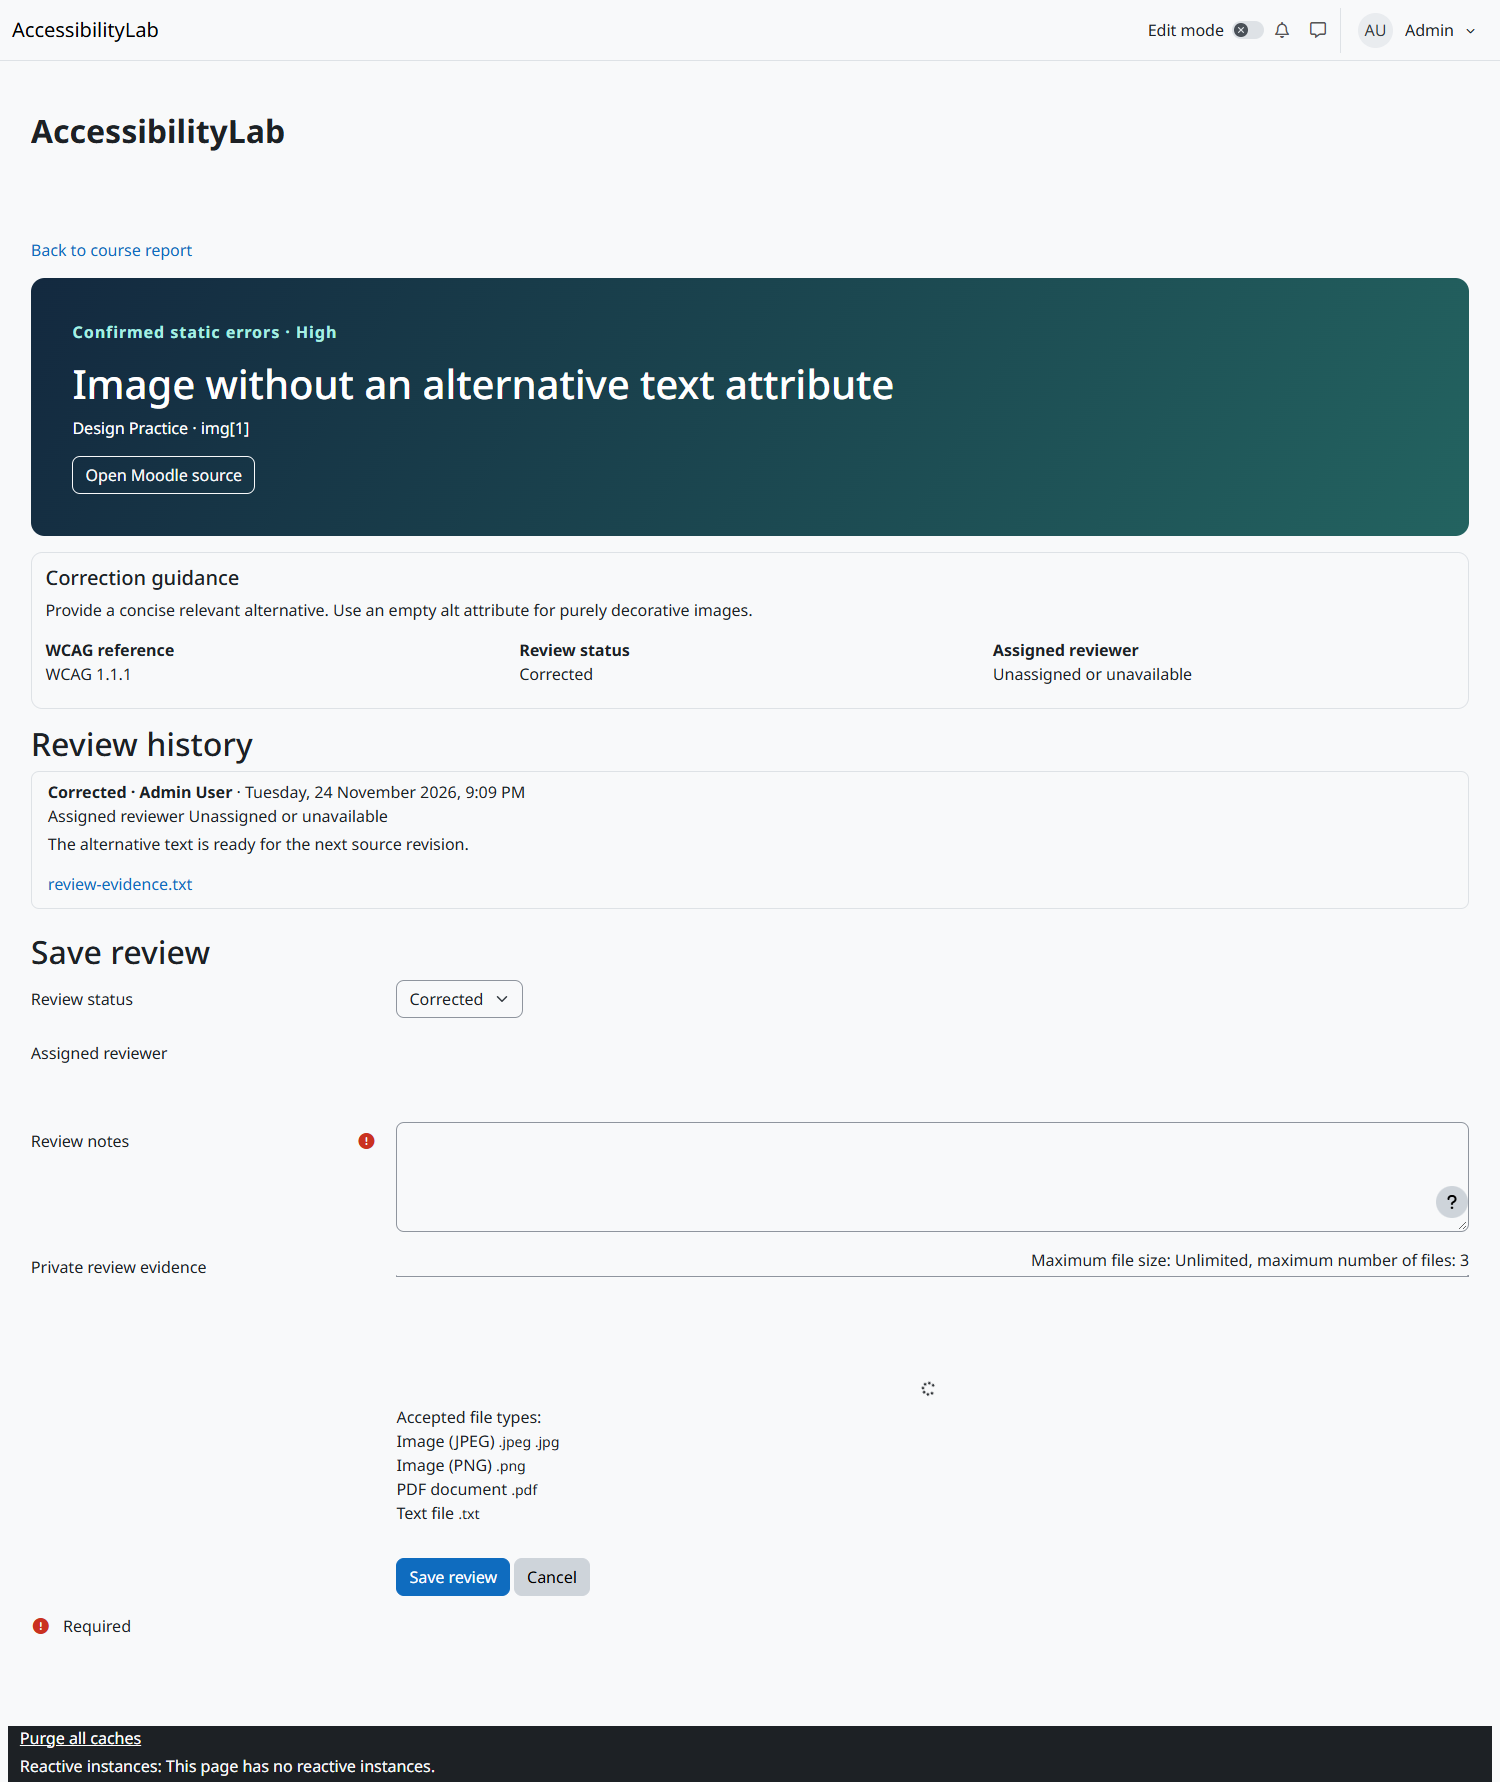 AccessibilityLab
Edit mode
AU Admin
AccessibilityLab
Back to course report
Confirmed static errors · High
Image without an alternative text attribute
Design Practice · img[1]
Open Moodle source
Correction guidance
Provide a concise relevant alternative. Use an empty alt attribute for purely decorative images.
WCAG reference Review status Assigned reviewer
WCAG 1.1.1 Corrected Unassigned or unavailable
Review history
Corrected · Admin User · Tuesday, 24 November 2026, 9:09 PM
Assigned reviewer Unassigned or unavailable
The alternative text is ready for the next source revision.
review-evidence.txt
Save review
Review status Corrected
Assigned reviewer
Review notes
?
Private review evidence Maximum file size: Unlimited, maximum number of files: 3
Accepted file types:
Image (JPEG) .jpeg .jpg
Image (PNG) .png
PDF document .pdf
Text file .txt
Save review Cancel
Required
Purge all caches
Reactive instances: This page has no reactive instances.